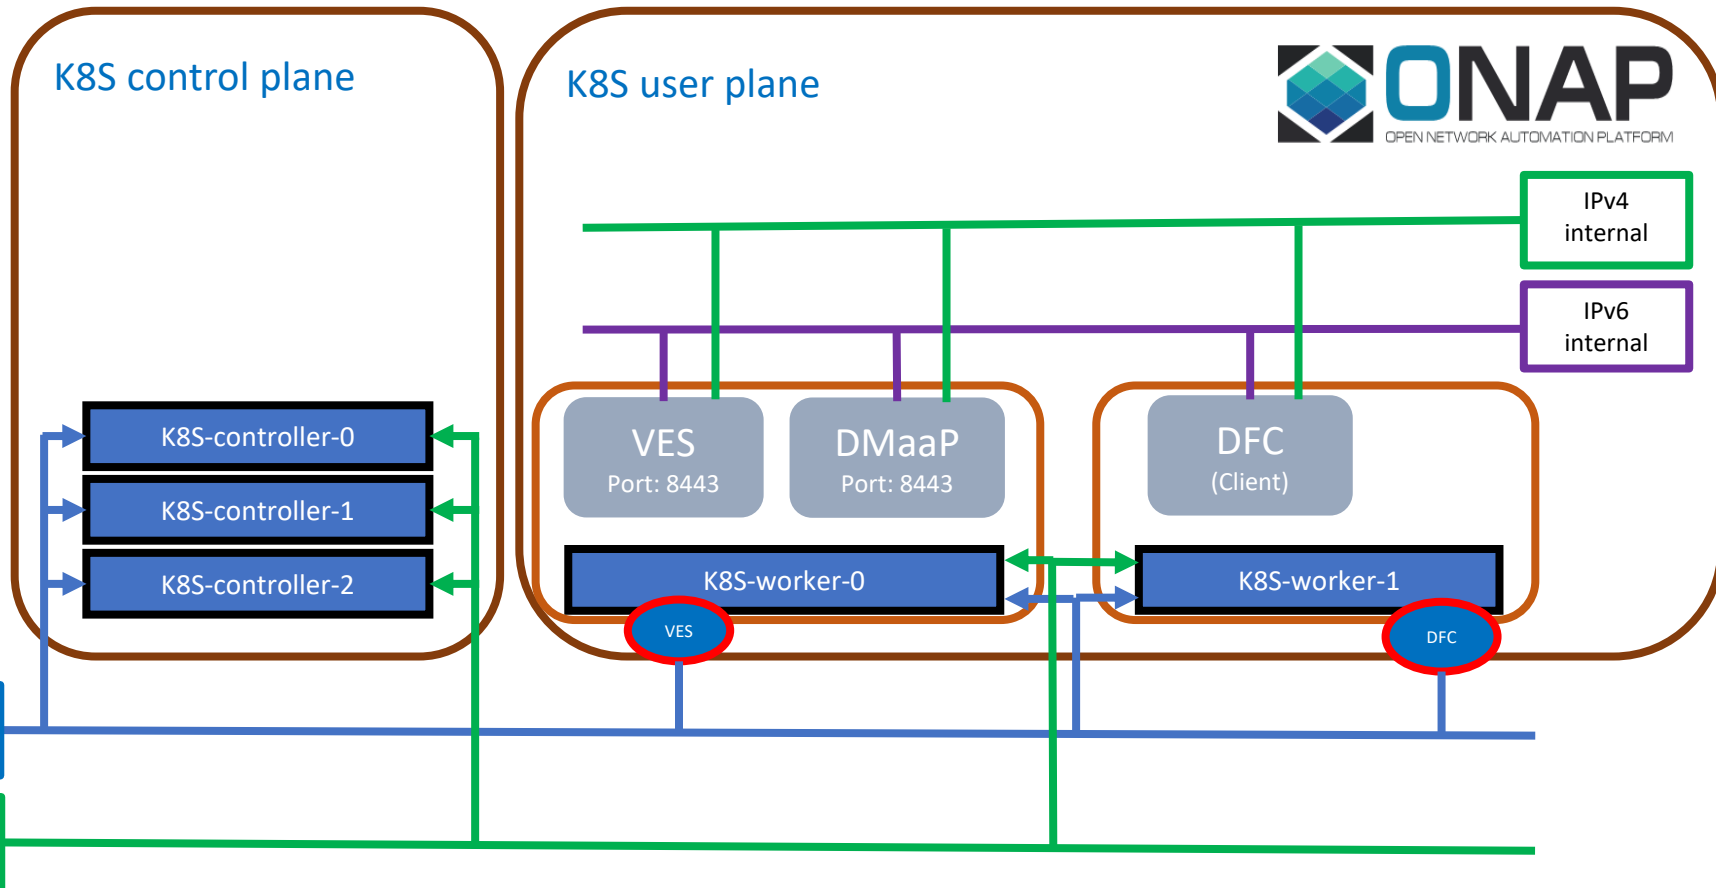 K8S control plane
K8S user plane
ONAP
OPEN NETWORK AUTOMATION PLATFORM
IPv4
internal
IPv6
internal
VES
Port: 8443
DMaaP
Port: 8443
DFC
(Client)
K8S-controller-0
K8S-controller-1
K8S-controller-2
K8S-worker-0
K8S-worker-1
VES
DFC